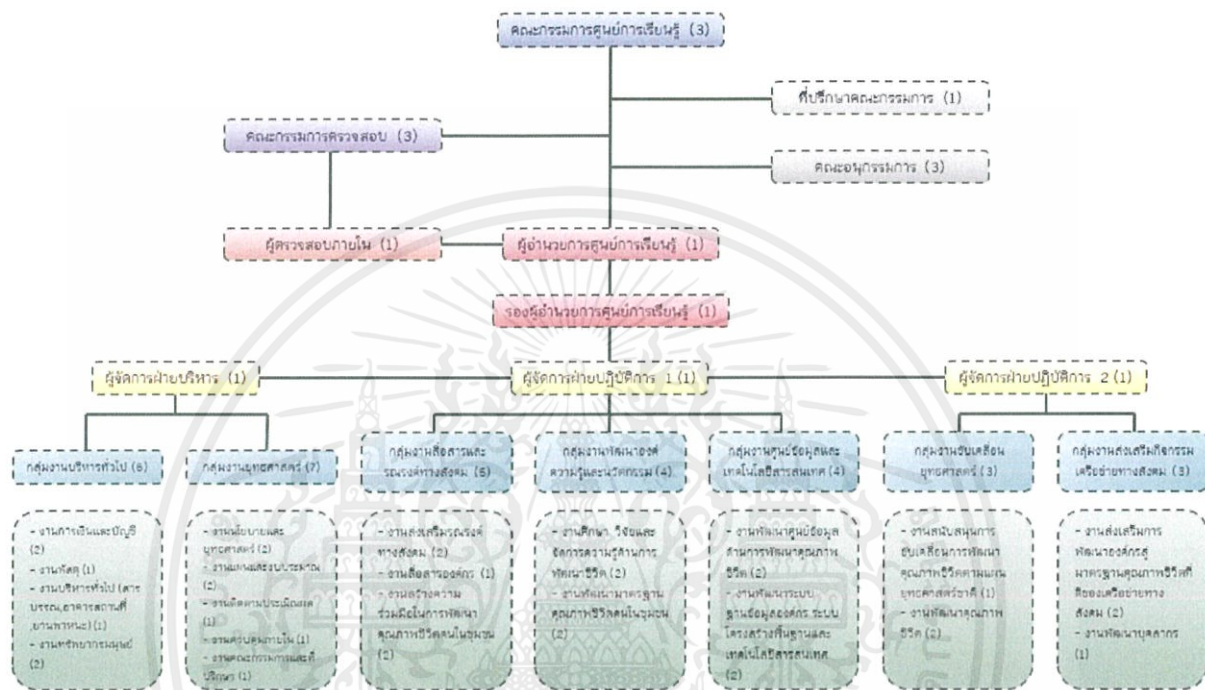 คณะกรรมการศูนย์การเรียนรู้ (3)
ที่ปรึกษาคณะกรรมการ (1)
คณะกรรมการตรวจสอบ (3)
คณะอนุกรรมการ (3)
ผู้ตรวจสอบภายใน (1)
ผู้อำนวยการศูนย์การเรียนรู้ (1)
รองผู้อำนวยการศูนย์การเรียนรู้ (1)
ผู้จัดการฝ่ายบริหาร (1)
ผู้จัดการฝ่ายปฏิบัติการ 1 (1)
ผู้จัดการฝ่ายปฏิบัติการ 2 (1)
กลุ่มงานบริหารทั่วไป (6)
กลุ่มงานยุทธศาสตร์ (7)
กลุ่มงานสื่อสารและ
รณรงค์ทางสังคม (5)
กลุ่มงานพัฒนาองค์
ความรู้และนวัตกรรม (4)
กลุ่มงานศูนย์ข้อมูลและ
เทคโนโลยีสารสนเทศ (4)
กลุ่มงานขับเคลื่อน
ยุทธศาสตร์ (3)
กลุ่มงานส่งเสริมกิจกรรม
เครือข่ายทางสังคม (3)
- งานการเงินและบัญชี
(2)
- งานพัสดุ (1)
- งานบริหารทั่วไป (สาร
บรรณ,อาคารสถานที่
,ยานพาหนะ) (1)
- งานทรัพยากรมนุษย์
(2)
- งานนโยบายและ
ยุทธศาสตร์ (2)
- งานแผนและงบประมาณ
(2)
- งานติดตามประเมินผล
(1)
- งานควบคุมภายใน (1)
- งานคณะกรรมการและที่
ปรึกษา (1)
- งานส่งเสริมรณรงค์
ทางสังคม (2)
- งานสื่อสารองค์กร (1)
- งานสร้างความ
ร่วมมือในการพัฒนา
คุณภาพชีวิตคนในชุมชน
(2)
- งานศึกษา วิจัยและ
จัดการความรู้ด้านการ
พัฒนาชีวิต (2)
- งานพัฒนามาตรฐาน
คุณภาพชีวิตคนในชุมชน
(2)
- งานพัฒนาศูนย์ข้อมูล
ด้านการพัฒนาคุณภาพ
ชีวิต (2)
- งานพัฒนาระบบ
ฐานข้อมูลองค์กร ระบบ
โครงสร้างพื้นฐานและ
เทคโนโลยีสารสนเทศ
(2)
- งานสนับสนุนการ
ขับเคลื่อนการพัฒนา
คุณภาพชีวิตตามแผน
ยุทธศาสตร์ชาติ (1)
- งานพัฒนาคุณภาพ
ชีวิต (2)
- งานส่งเสริมการ
พัฒนาองค์กรสู่
มาตรฐานคุณภาพชีวิตที่
ดีของเครือข่ายทาง
สังคม (2)
- งานพัฒนาบุคลากร
(1)